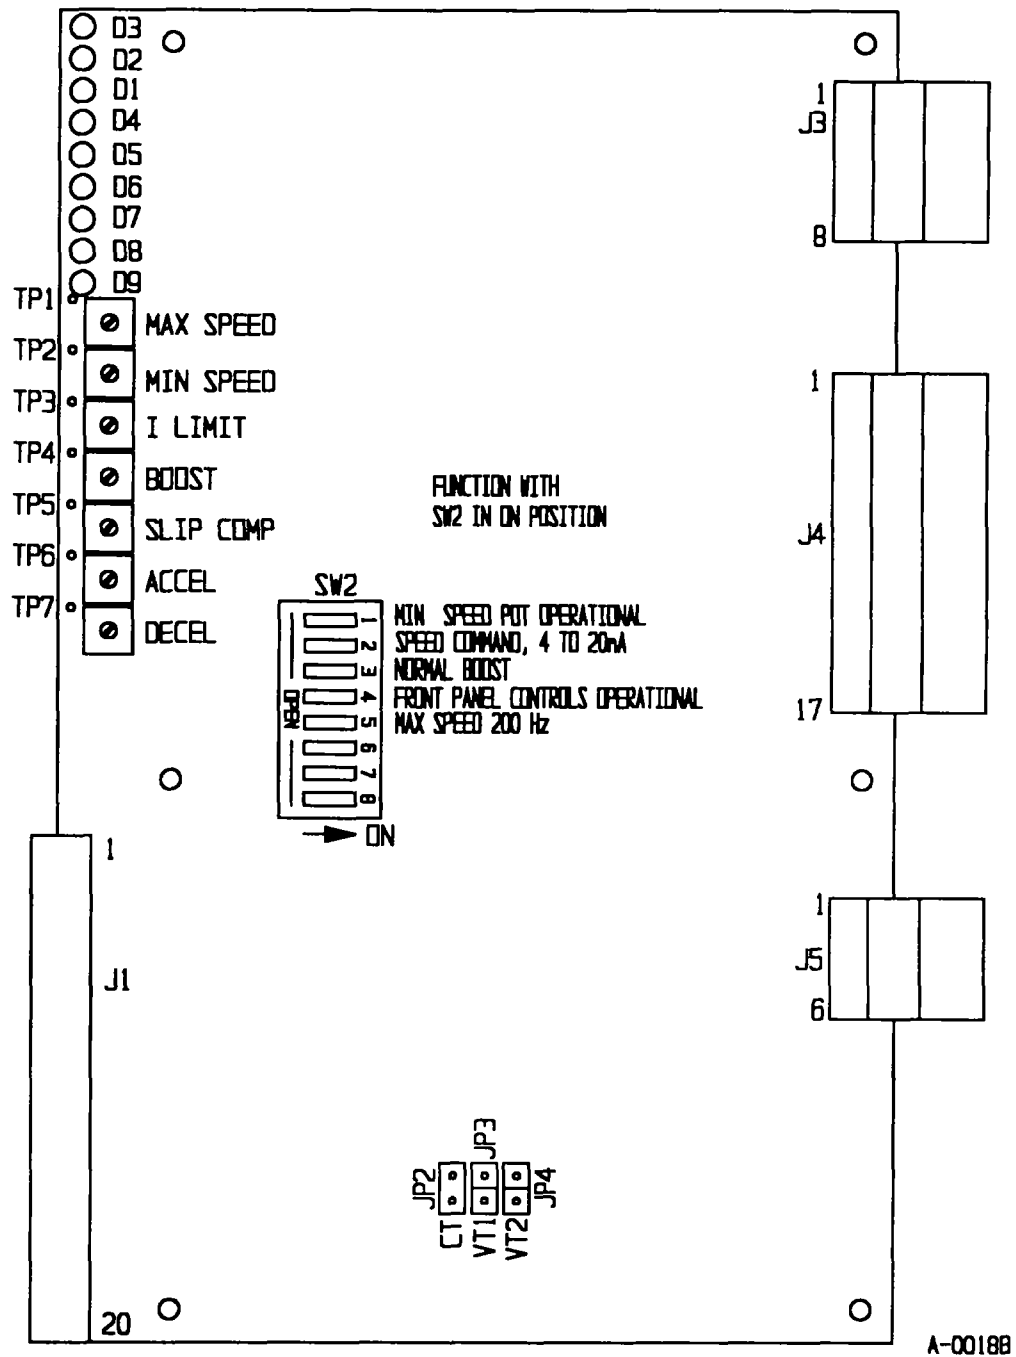 D3
D2
D1
D4
D5
D6
D7
D8
D9
TP1
MAX SPEED
TP2
MIN SPEED
TP3
I LIMIT
TP4
BOOST
TP5
SLIP COMP
TP6
ACCEL
TP7
DECEL
1
J3
8
1
J4
17
FUNCTION WITH
SW2 IN ON POSITION
SW2
OPEN
1 MIN SPEED POT OPERATIONAL
2 SPEED COMMAND, 4 TO 20mA
3 NORMAL BOOST
4 FRONT PANEL CONTROLS OPERATIONAL
5 MAX SPEED 200 Hz
6
7
8
ON
1
J1
20
1
J5
6
JP2
JP3
JP4
CT
VT1
VT2
A-0018B